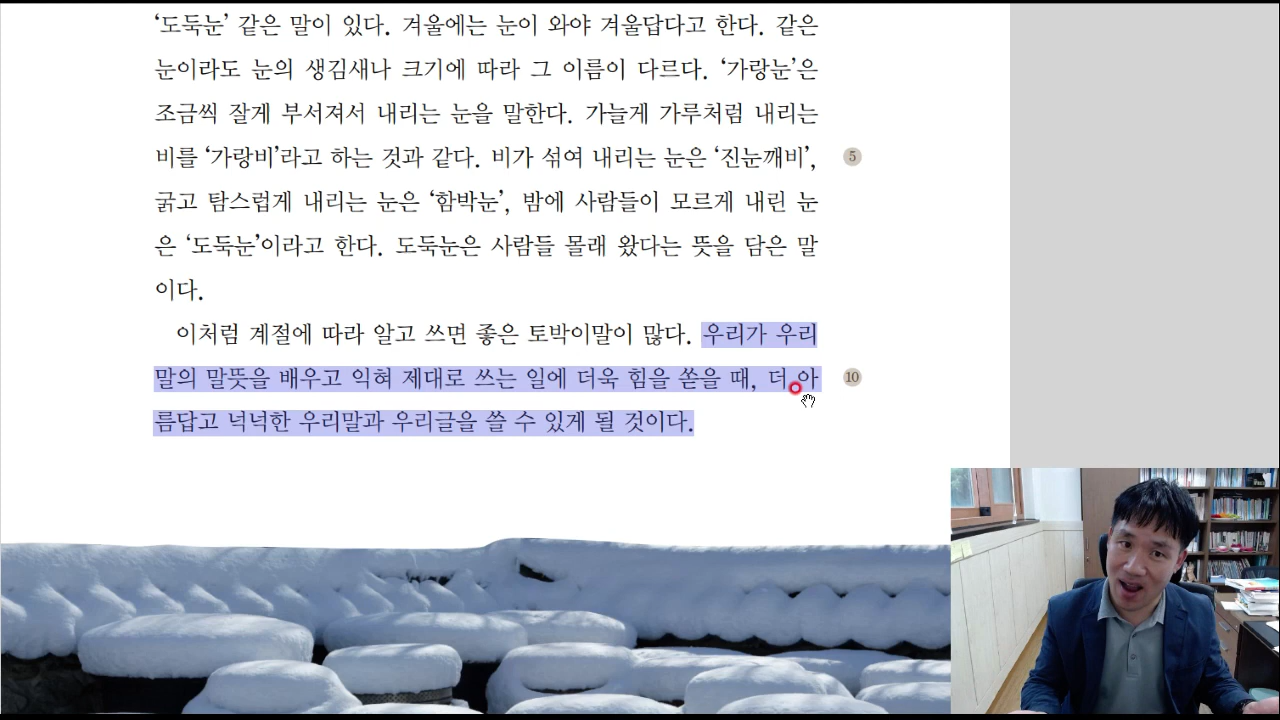 ‘도둑눈’ 같은 말이 있다. 겨울에는 눈이 와야 겨울답다고 한다. 같은
눈이라도 눈의 생김새나 크기에 따라 그 이름이 다르다. ‘가랑눈’은
조금씩 잘게 부서져서 내리는 눈을 말한다. 가늘게 가루처럼 내리는
비를 ‘가랑비’라고 하는 것과 같다. 비가 섞여 내리는 눈은 ‘진눈깨비’,
5
굵고 탐스럽게 내리는 눈은 ‘함박눈’, 밤에 사람들이 모르게 내린 눈
은 ‘도둑눈’이라고 한다. 도둑눈은 사람들 몰래 왔다는 뜻을 담은 말
이다.
이처럼 계절에 따라 알고 쓰면 좋은 토박이말이 많다. 우리가 우리
말의 말뜻을 배우고 익혀 제대로 쓰는 일에 더욱 힘을 쏟을 때, 더 아
10
름답고 넉넉한 우리말과 우리글을 쓸 수 있게 될 것이다.